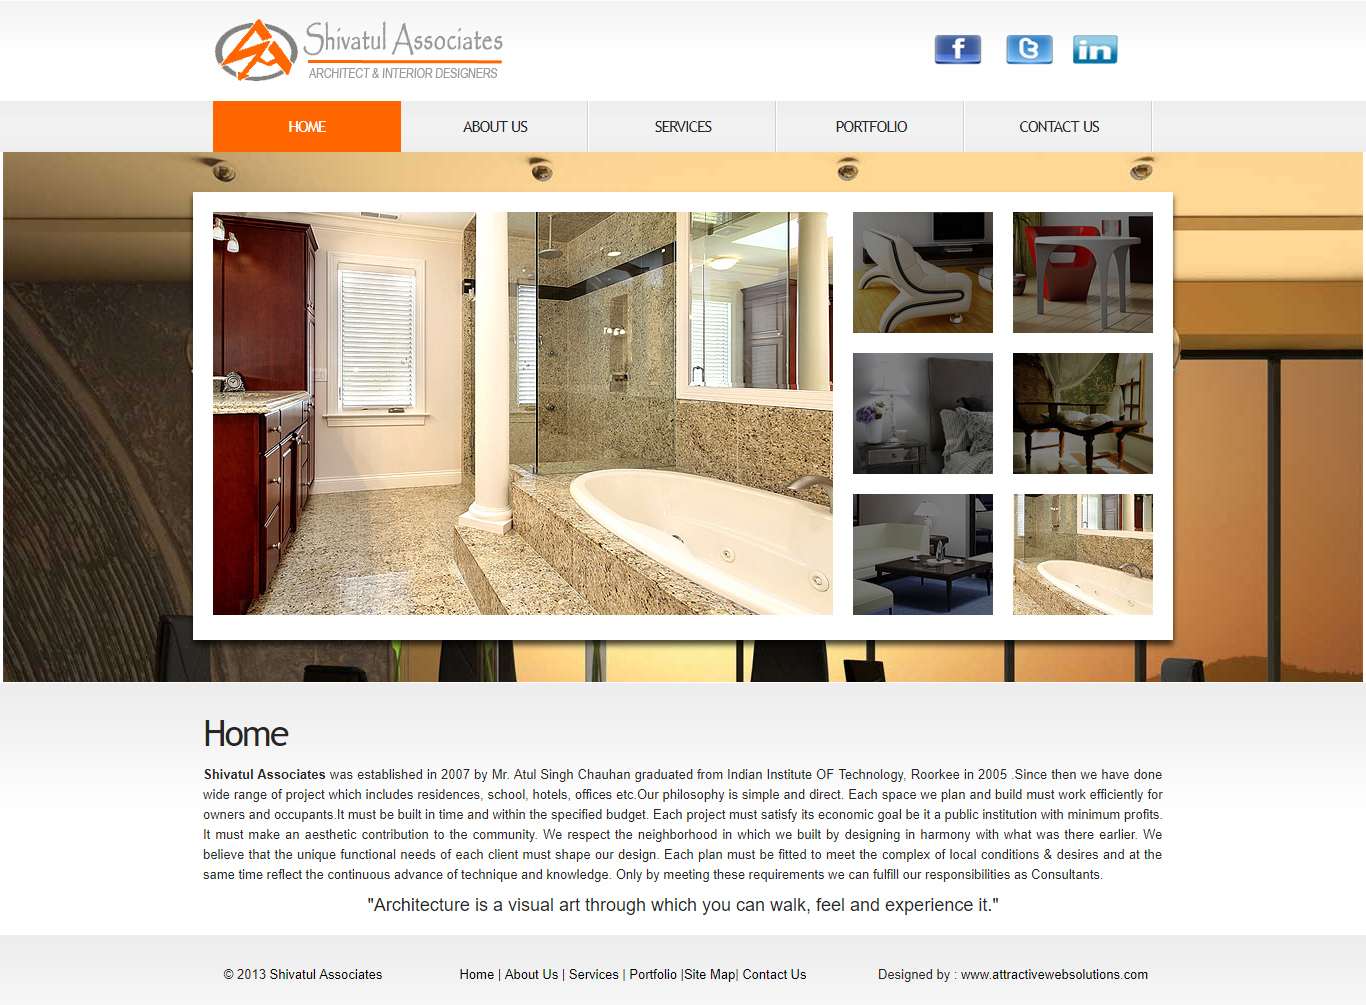 Shivatul Associates
ARCHITECT & INTERIOR DESIGNERS
HOME
ABOUT US
SERVICES
PORTFOLIO
CONTACT US
Home
Shivatul Associates was established in 2007 by Mr. Atul Singh Chauhan graduated from Indian Institute OF Technology, Roorkee in 2005 .Since then we have done
wide range of project which includes residences, school, hotels, offices etc.Our philosophy is simple and direct. Each space we plan and build must work efficiently for
owners and occupants.It must be built in time and within the specified budget. Each project must satisfy its economic goal be it a public institution with minimum profits.
It must make an aesthetic contribution to the community. We respect the neighborhood in which we built by designing in harmony with what was there earlier. We
believe that the unique functional needs of each client must shape our design. Each plan must be fitted to meet the complex of local conditions & desires and at the
same time reflect the continuous advance of technique and knowledge. Only by meeting these requirements we can fulfill our responsibilities as Consultants.
"Architecture is a visual art through which you can walk, feel and experience it."
© 2013 Shivatul Associates
Home | About Us | Services | Portfolio |Site Map| Contact Us
Designed by : www.attractivewebsolutions.com